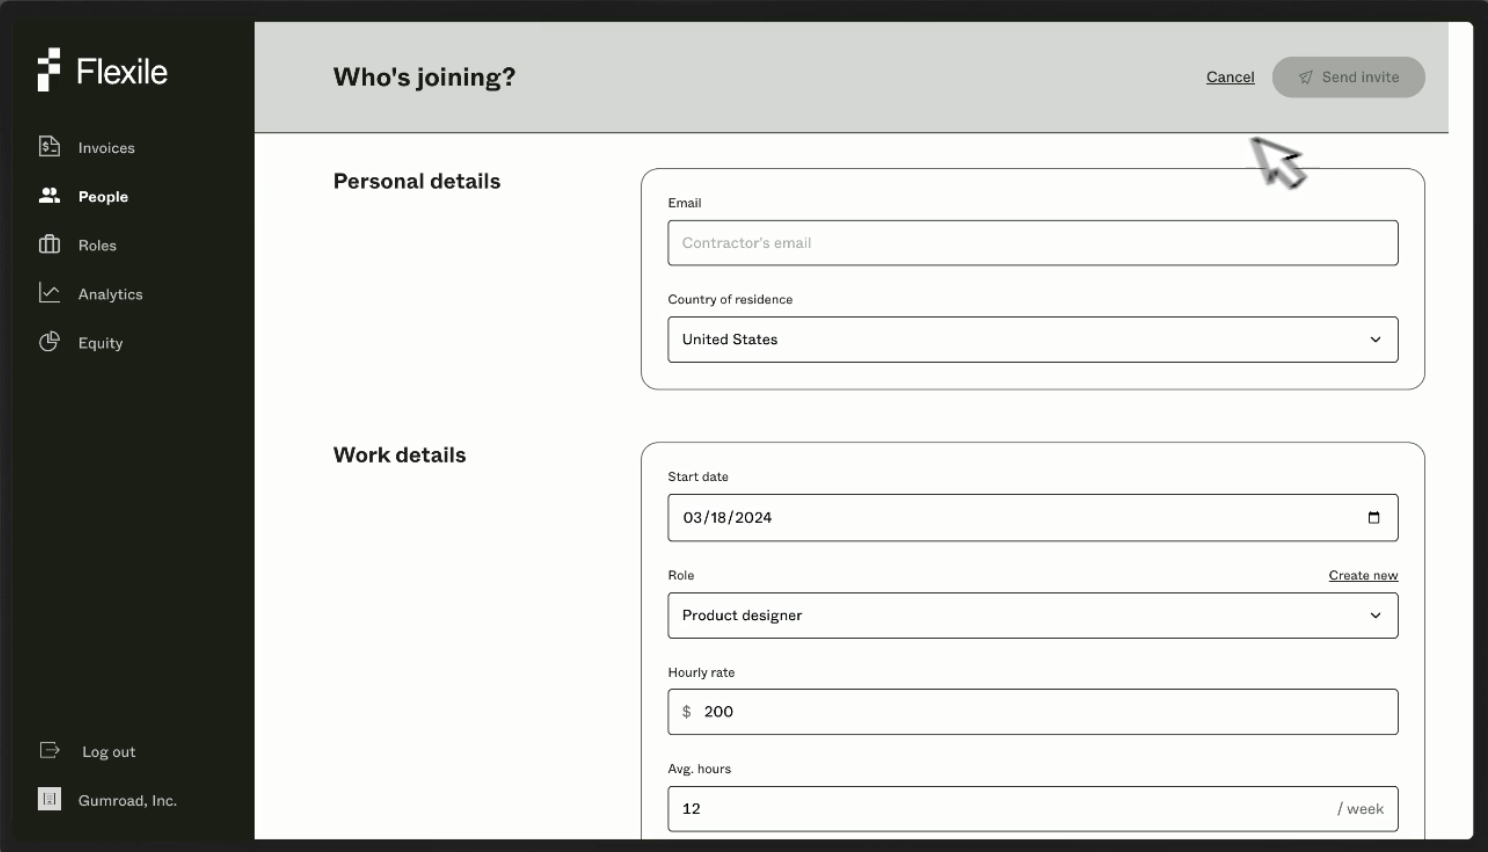 Flexile
Invoices
People
Roles
Analytics
Equity
Log out
Gumroad, Inc.
Who's joining?
Cancel
Send invite
Personal details
Email
Contractor's email
Country of residence
United States
Work details
Start date
03/18/2024
Role
Create new
Product designer
Hourly rate
$ 200
Avg. hours
12 / week